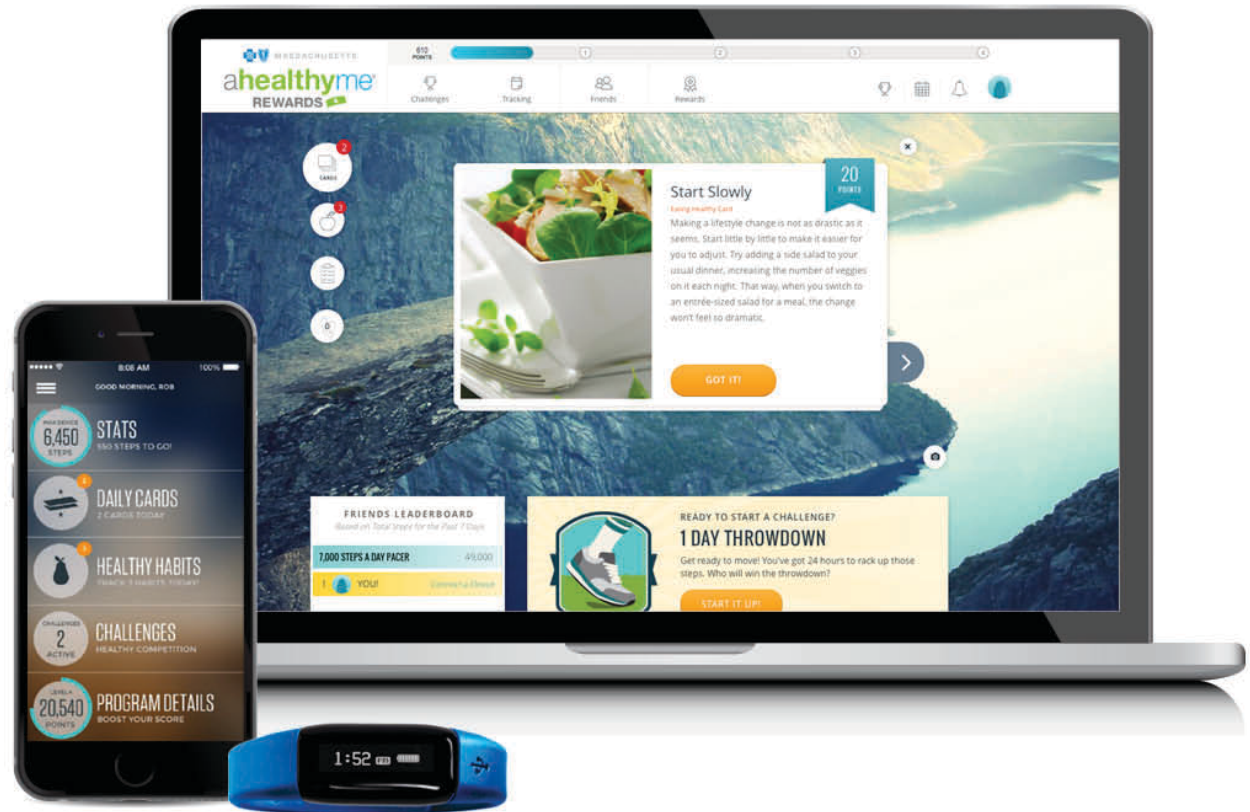 MASSACHUSETTS
ahealthyme®
REWARDS
610
POINTS
1
2
3
4
Challenges
Tracking
Friends
Rewards
2
CARDS
3
20
POINTS
Start Slowly
Eating Healthy Card
Making a lifestyle change is not as drastic as it
seems. Start little by little to make it easier for
you to adjust. Try adding a side salad to your
usual dinner, increasing the number of veggies
on it each night. That way, when you switch to
an entrée-sized salad for a meal, the change
won't feel so dramatic.
GOT IT!
FRIENDS LEADERBOARD
Based on Total Steps for the Past 7 Days
7,000 STEPS A DAY PACER 49,000
1 YOU!
READY TO START A CHALLENGE?
1 DAY THROWDOWN
Get ready to move! You've got 24 hours to rack up those
steps. Who will win the throwdown?
START IT UP!
8:08 AM 100%
GOOD MORNING, ROB
MAX DEVICE
6,450
STEPS
STATS
550 STEPS TO GO!
DAILY CARDS
2 CARDS TODAY
HEALTHY HABITS
TRACK 3 HABITS TODAY!
CHALLENGES
2
ACTIVE
CHALLENGES
HEALTHY COMPETITION
LEVEL 4
20,540
POINTS
PROGRAM DETAILS
BOOST YOUR SCORE
1:52